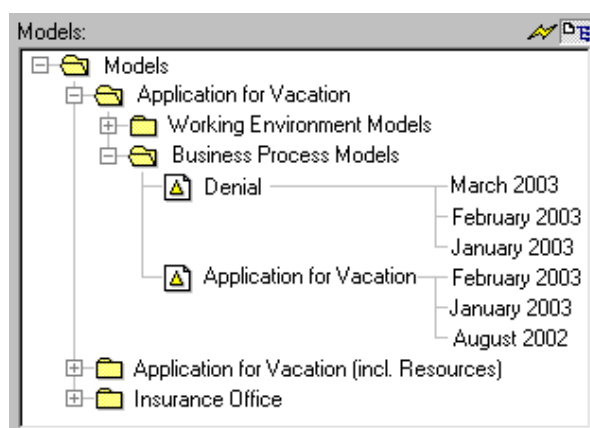 Models:
Models
Application for Vacation
Working Environment Models
Business Process Models
Denial March 2003
February 2003
January 2003
Application for Vacation February 2003
January 2003
August 2002
Application for Vacation (incl. Resources)
Insurance Office